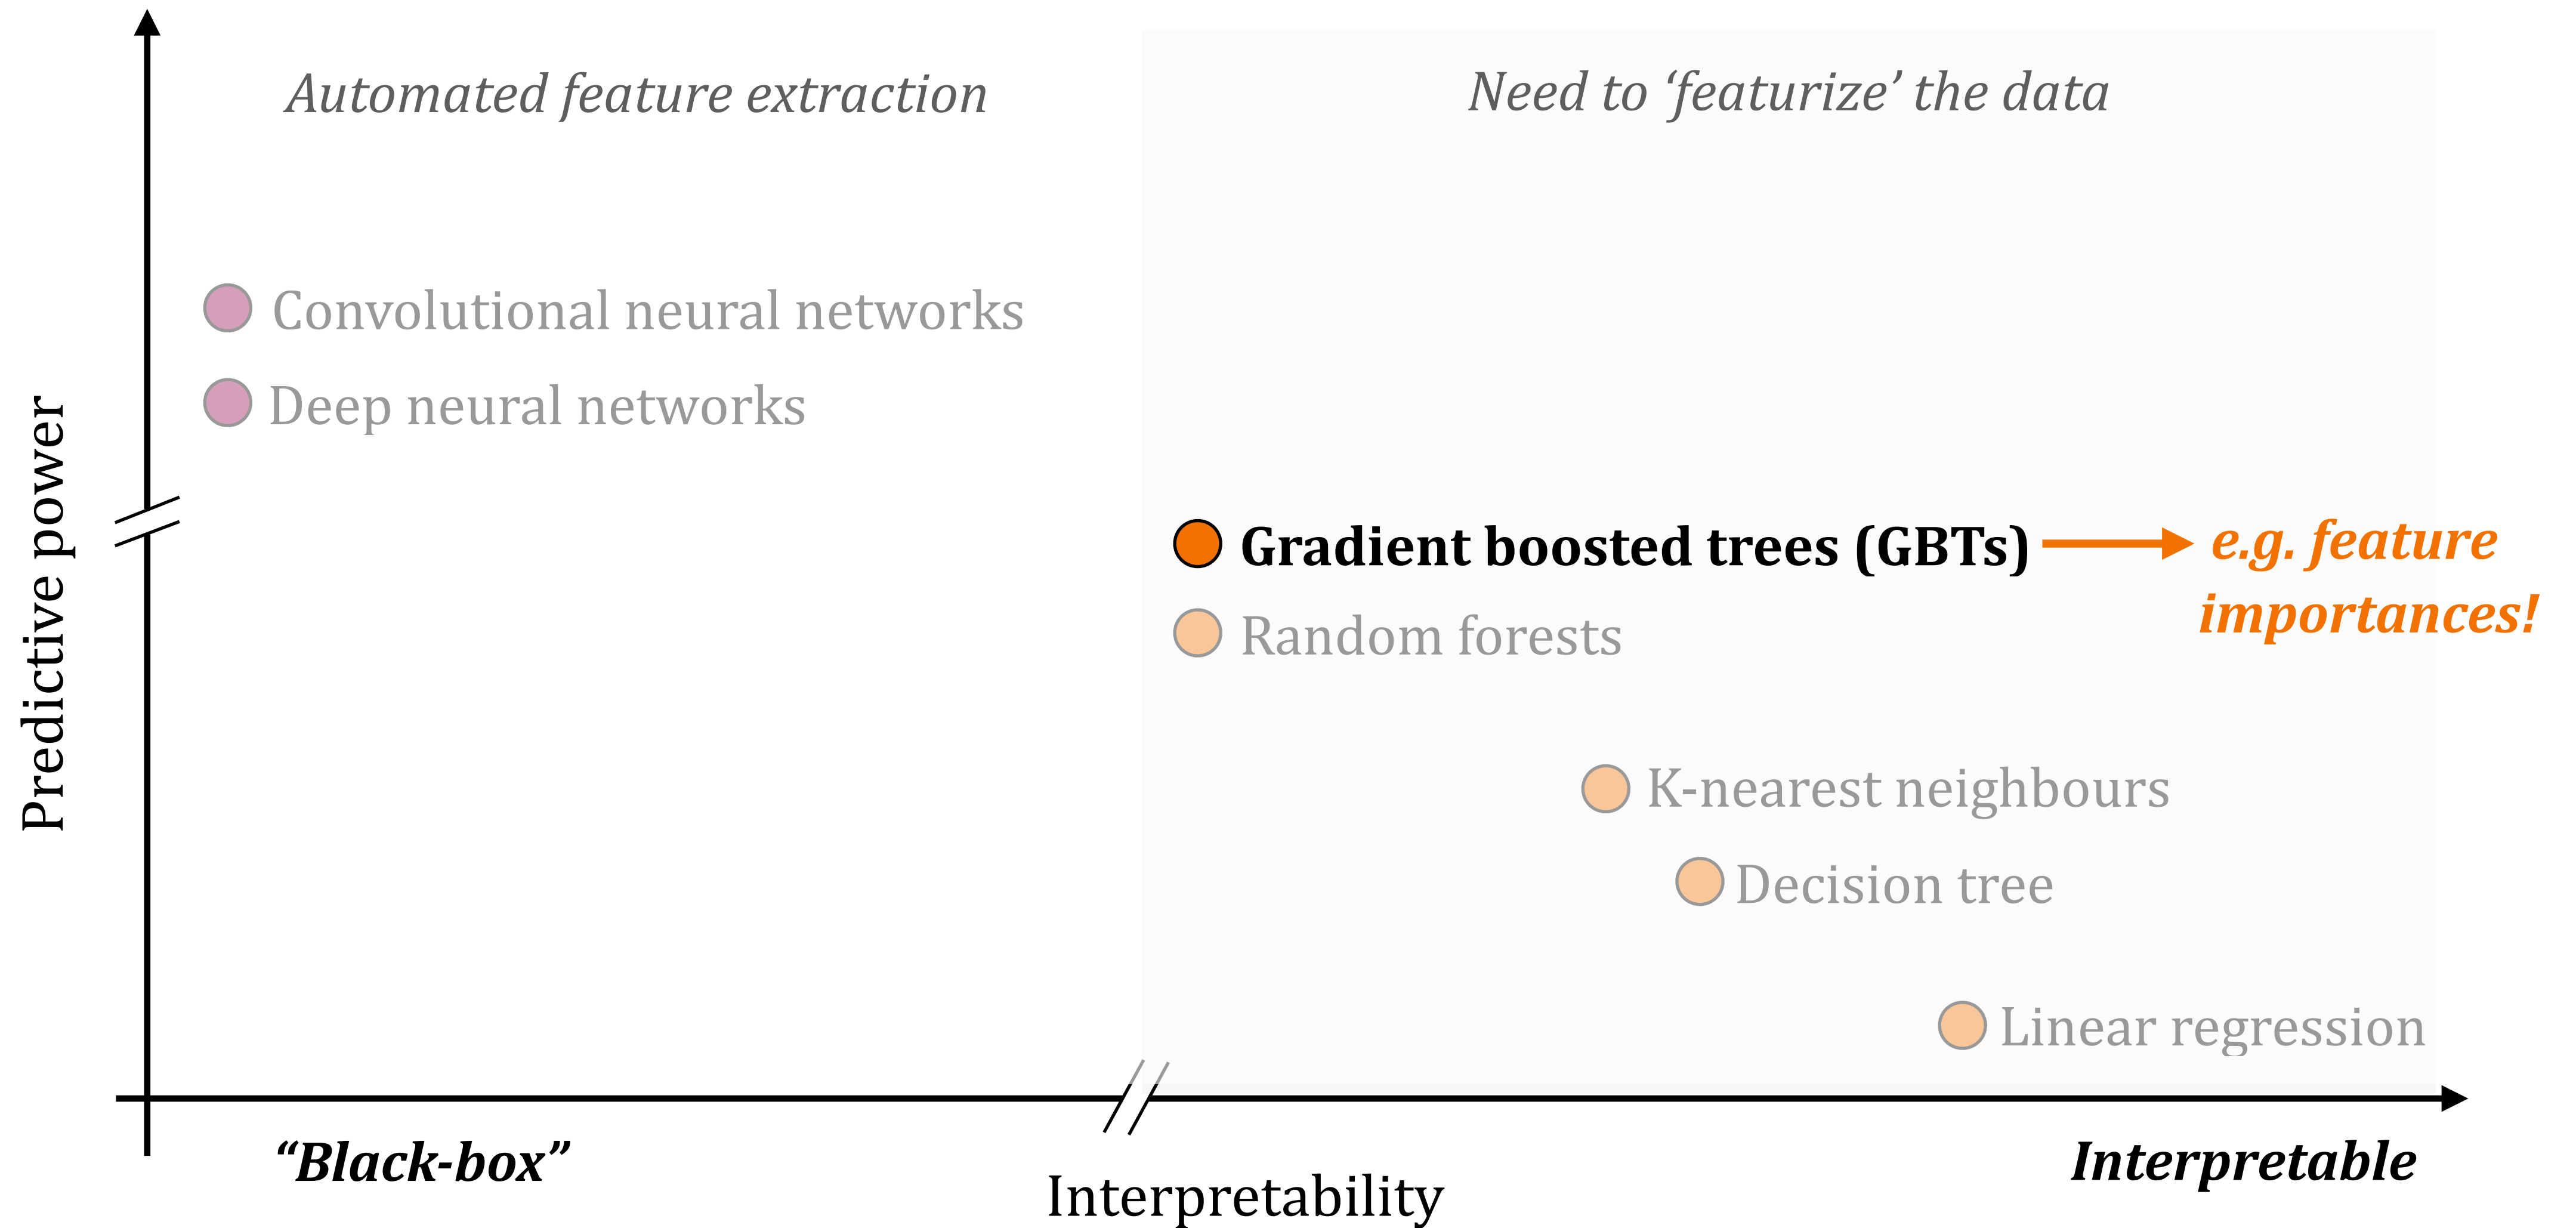 Automated feature extraction
Need to ‘featurize’ the data
Convolutional neural networks
Deep neural networks
Predictive power
Gradient boosted trees (GBTs)
e.g. feature
importances!
Random forests
K-nearest neighbours
Decision tree
Linear regression
“Black-box”
Interpretable
Interpretability